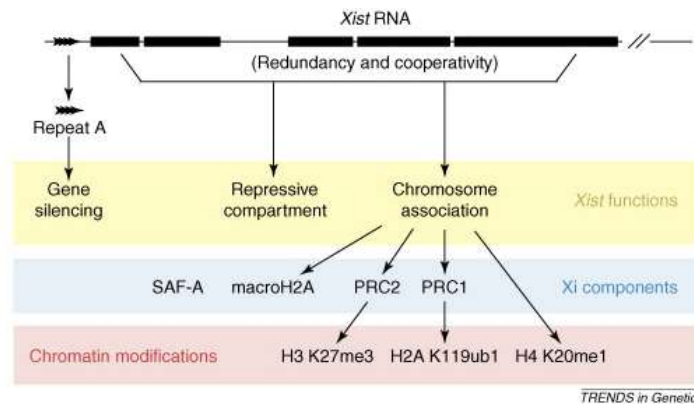 Xist RNA
(Redundancy and cooperativity)
Repeat A
Gene silencing
Repressive compartment
Chromosome association
Xist functions
SAF-A macroH2A PRC2 PRC1 Xi components
Chromatin modifications H3 K27me3 H2A K119ub1 H4 K20me1
TRENDS in Genetic